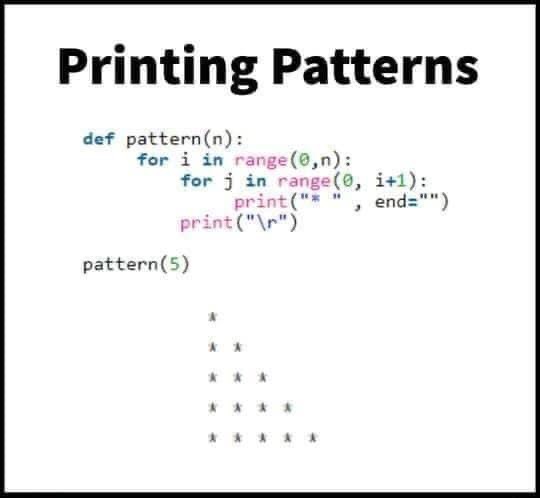 Printing Patterns
def pattern(n):
for i in range(0,n):
for j in range(0, i+1):
print("* " , end="")
print("\r")
pattern(5)
*
* *
* * *
* * * *
* * * * *